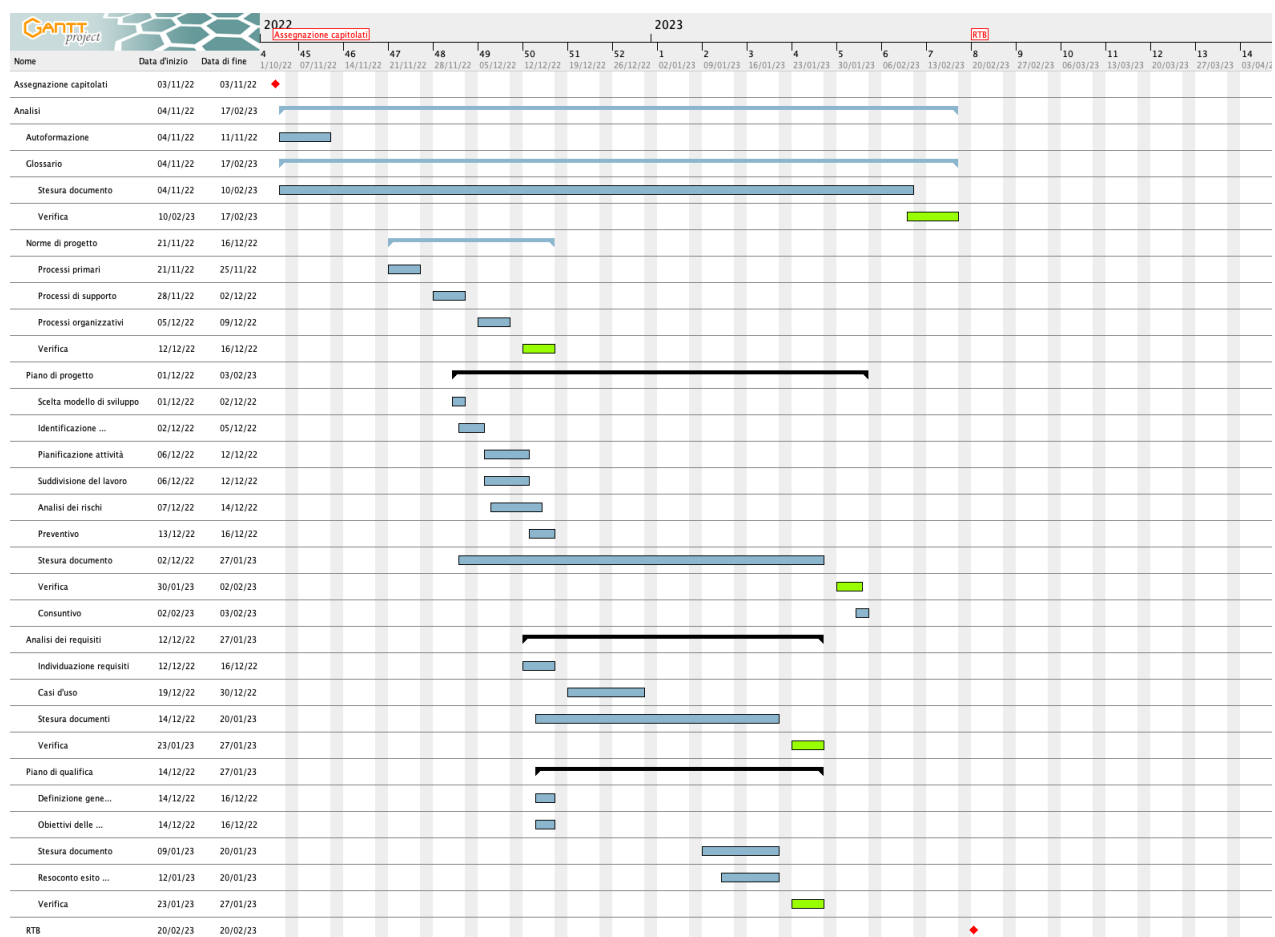 GANTT project
2022
2023
Assegnazione capitolati
RTB
4 45 46 47 48 49 50 51 52 1 2 3 4 5 6 7 8 9 10 11 12 13 14
Nome Data d'inizio Data di fine 1/10/22 07/11/22 14/11/22 21/11/22 28/11/22 05/12/22 12/12/22 19/12/22 26/12/22 02/01/23 09/01/23 16/01/23 23/01/23 30/01/23 06/02/23 13/02/23 20/02/23 27/02/23 06/03/23 13/03/23 20/03/23 27/03/23 03/04/2
Assegnazione capitolati 03/11/22 03/11/22
Analisi 04/11/22 17/02/23
Autoformazione 04/11/22 11/11/22
Glossario 04/11/22 17/02/23
Stesura documento 04/11/22 10/02/23
Verifica 10/02/23 17/02/23
Norme di progetto 21/11/22 16/12/22
Processi primari 21/11/22 25/11/22
Processi di supporto 28/11/22 02/12/22
Processi organizzativi 05/12/22 09/12/22
Verifica 12/12/22 16/12/22
Piano di progetto 01/12/22 03/02/23
Scelta modello di sviluppo 01/12/22 02/12/22
Identificazione ... 02/12/22 05/12/22
Pianificazione attività 06/12/22 12/12/22
Suddivisione del lavoro 06/12/22 12/12/22
Analisi dei rischi 07/12/22 14/12/22
Preventivo 13/12/22 16/12/22
Stesura documento 02/12/22 27/01/23
Verifica 30/01/23 02/02/23
Consuntivo 02/02/23 03/02/23
Analisi dei requisiti 12/12/22 27/01/23
Individuazione requisiti 12/12/22 16/12/22
Casi d'uso 19/12/22 30/12/22
Stesura documenti 14/12/22 20/01/23
Verifica 23/01/23 27/01/23
Piano di qualifica 14/12/22 27/01/23
Definizione gene... 14/12/22 16/12/22
Obiettivi delle ... 14/12/22 16/12/22
Stesura documento 09/01/23 20/01/23
Resoconto esito ... 12/01/23 20/01/23
Verifica 23/01/23 27/01/23
RTB 20/02/23 20/02/23